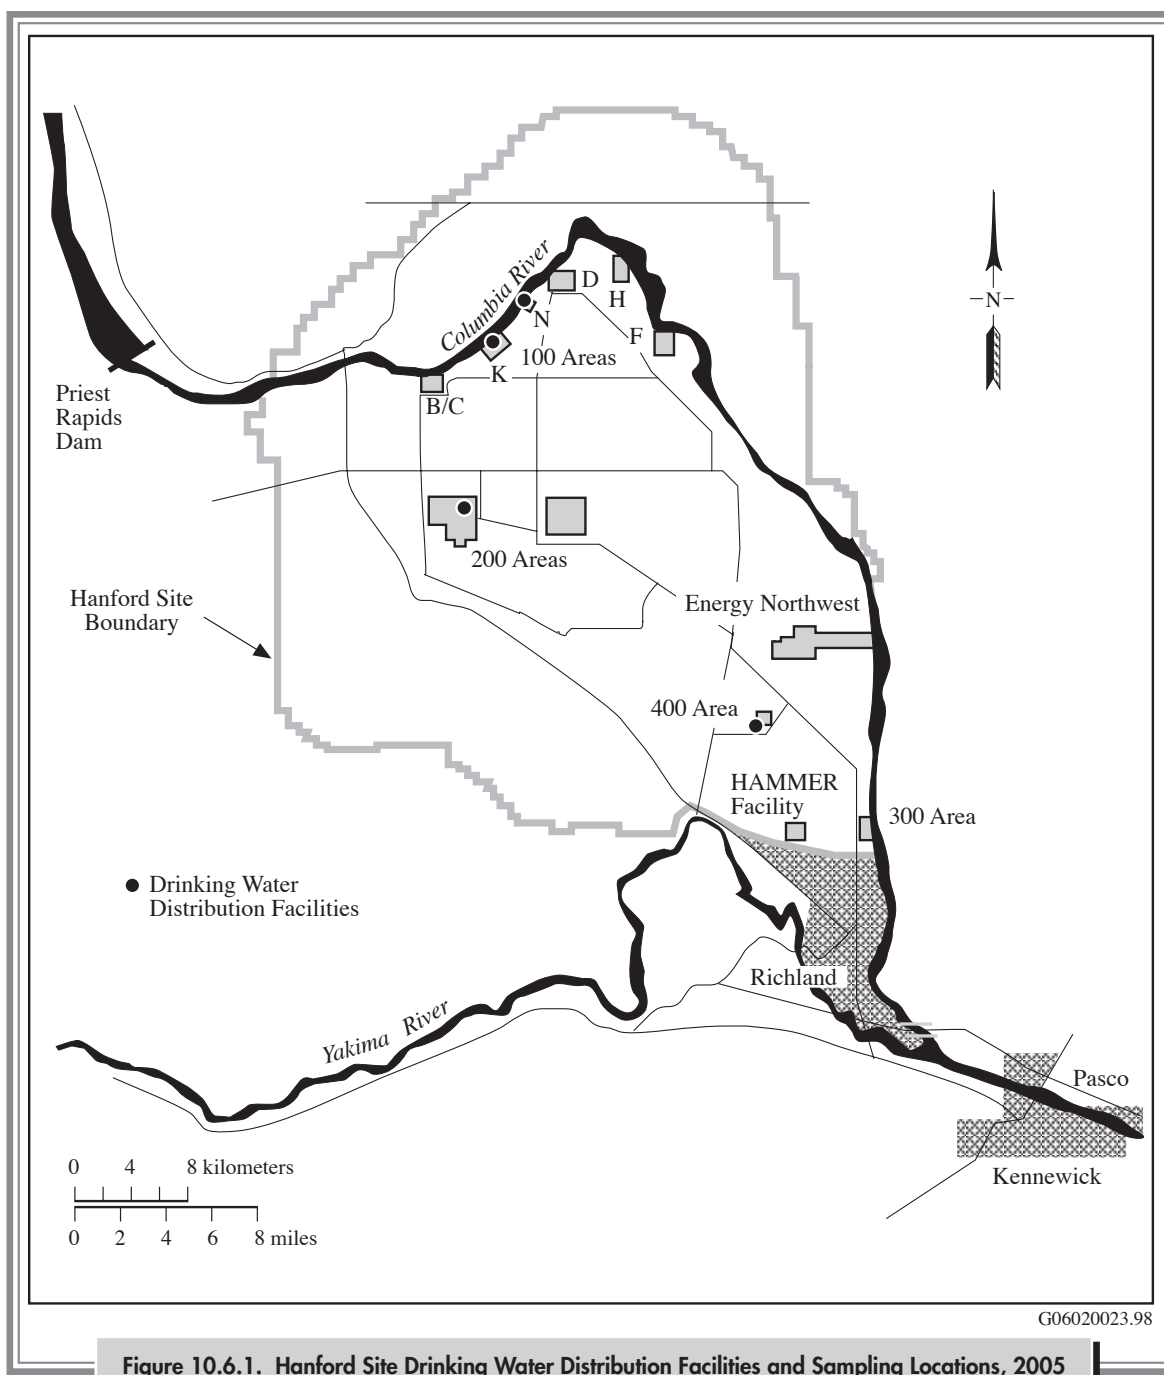 Columbia River
D
H
N
F
100 Areas
K
B/C
Priest
Rapids
Dam
N
200 Areas
Hanford Site
Boundary
Energy Northwest
400 Area
HAMMER
Facility
300 Area
Drinking Water
Distribution Facilities
Richland
Yakima River
Pasco
Kennewick
0 4 8 kilometers
0 2 4 6 8 miles
G06020023.98
Figure 10.6.1. Hanford Site Drinking Water Distribution Facilities and Sampling Locations, 2005